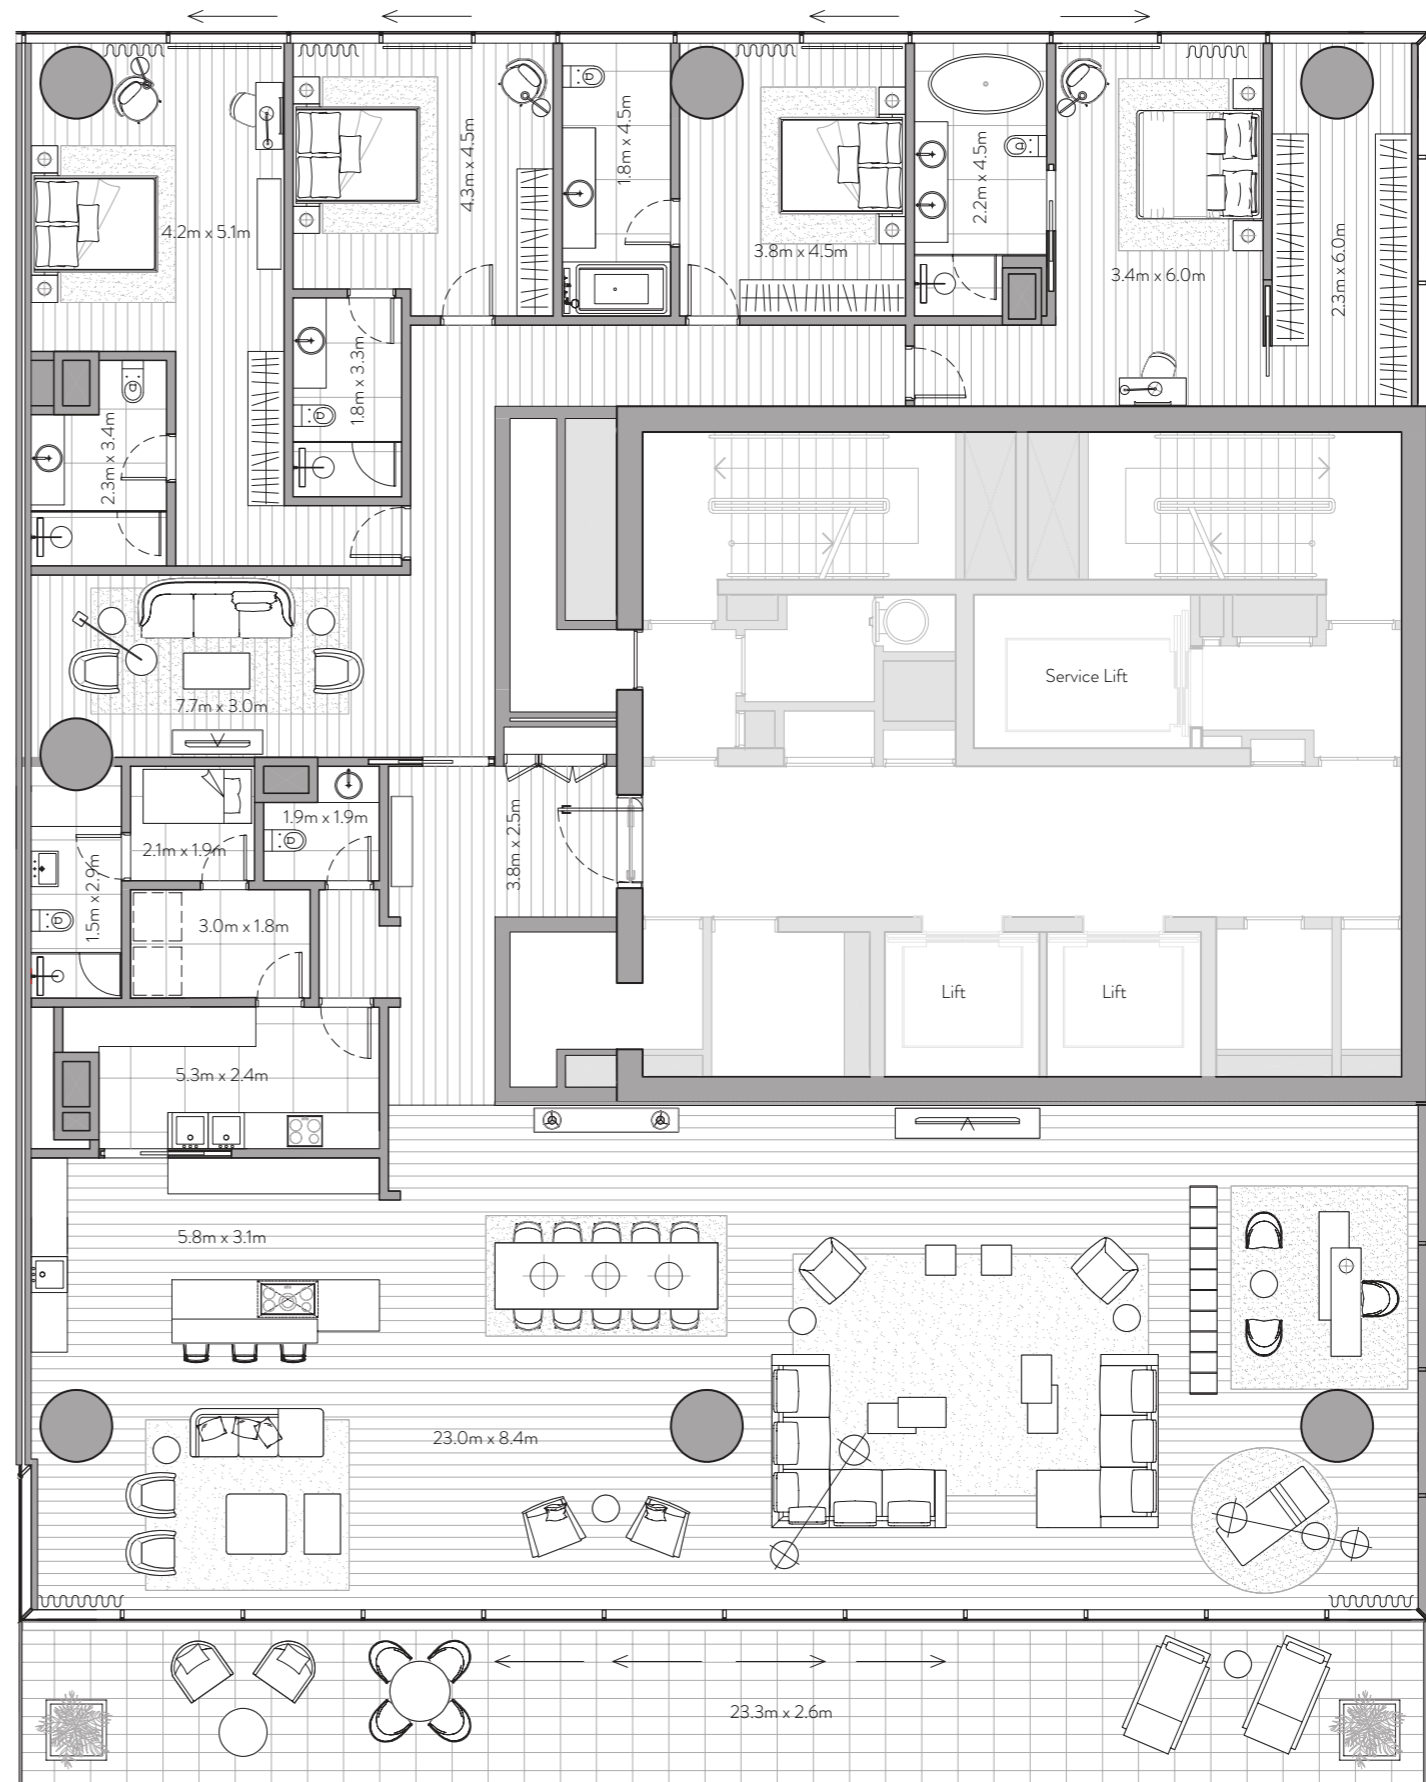 1.8m x 4.5m
4.3m x 4.5m
2.2m x 4.5m
4.2m x 5.1m
3.8m x 4.5m
3.4m x 6.0m
2.3m x 6.0m
1.8m x 3.3m
2.3m x 3.4m
Service Lift
7.7m x 3.0m
1.9m x 1.9m
2.1m x 1.9m
3.8m x 2.5m
1.5m x 2.9m
3.0m x 1.8m
Lift
Lift
5.3m x 2.4m
5.8m x 3.1m
23.0m x 8.4m
23.3m x 2.6m